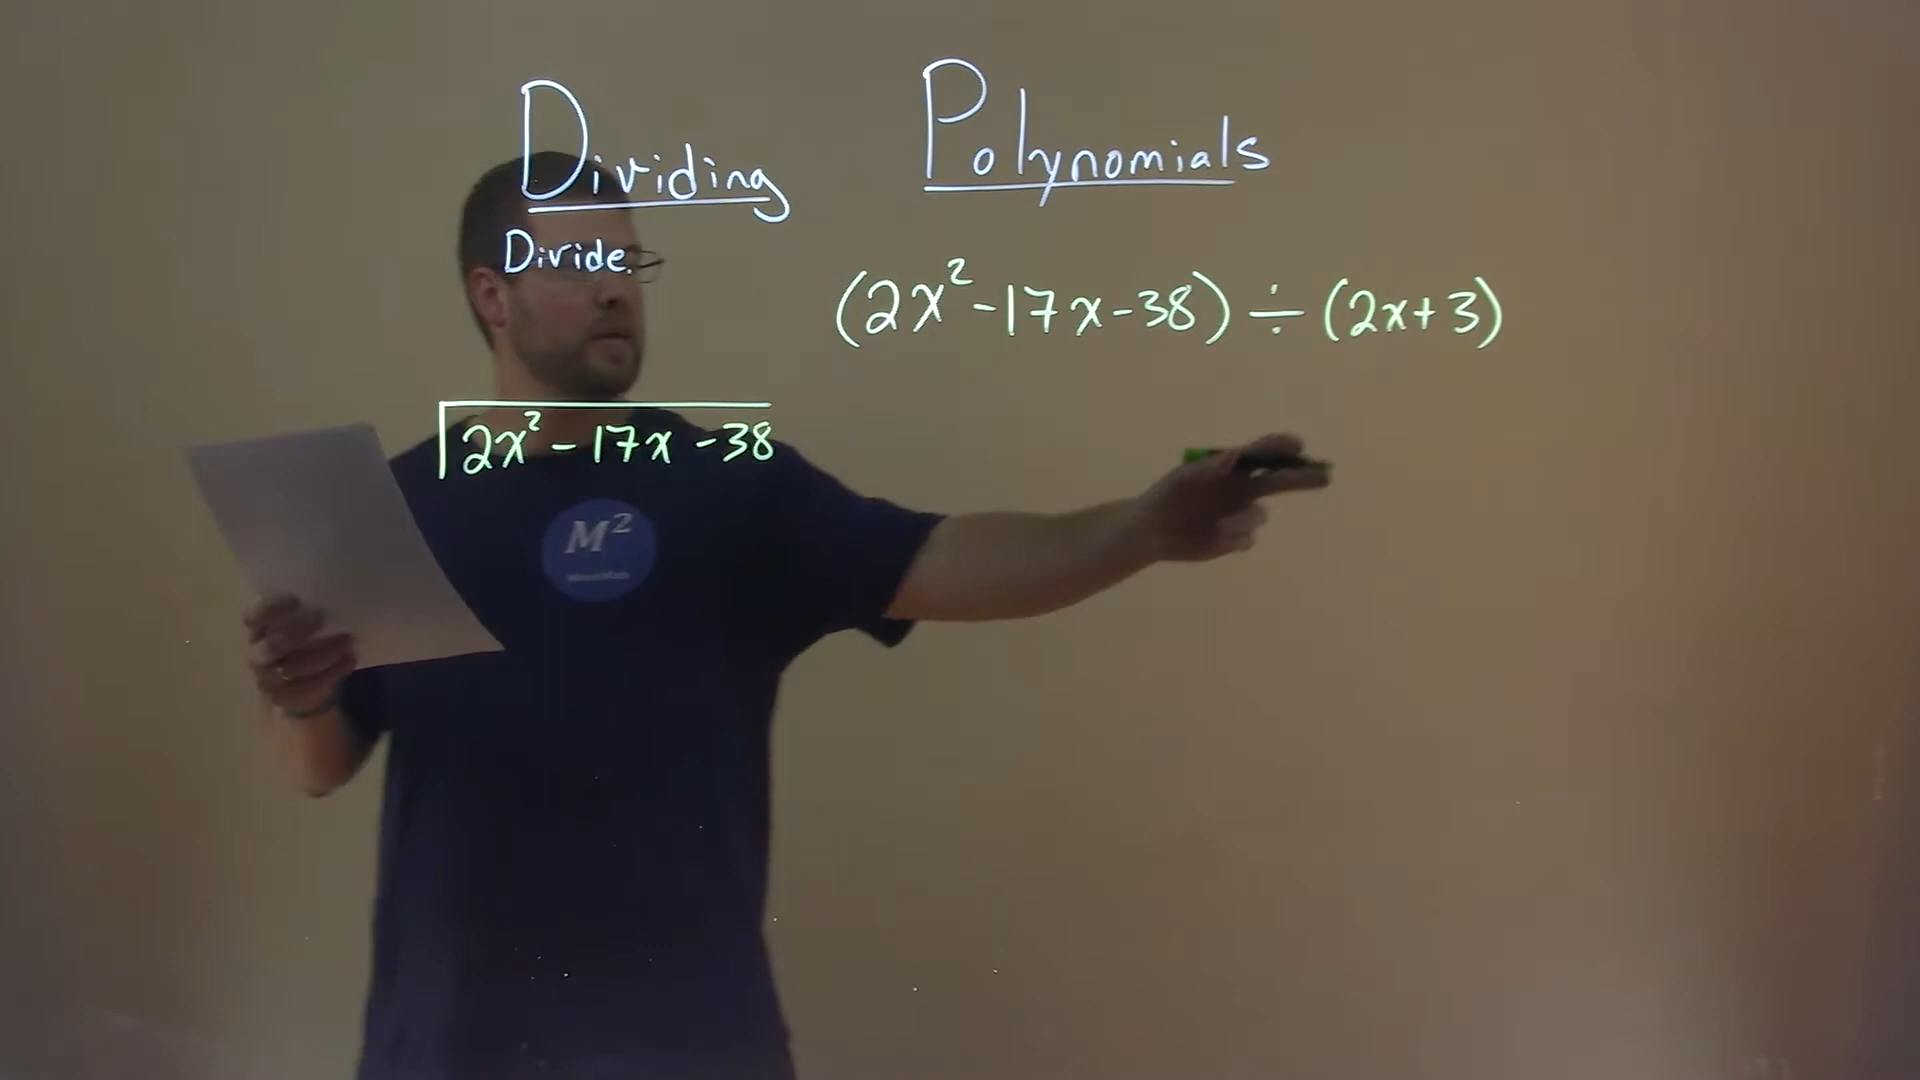 Dividing Polynomials
Divide.
(2x² - 17x - 38) ÷ (2x + 3)
2x² - 17x - 38
M²